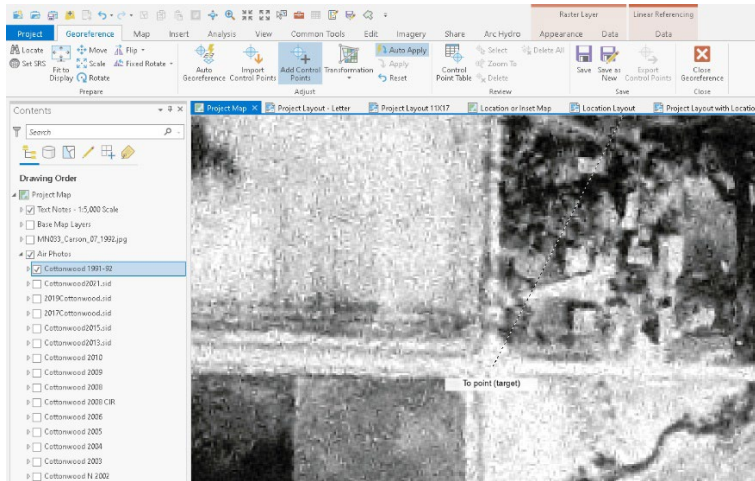 Raster Layer Linear Referencing
Project Georeference Map Insert Analysis View Common Tools Edit Imagery Share Arc Hydro Appearance Data Data
Locate
Set SRS
Fit to Display
Move
Scale
Rotate
Flip
Fixed Rotate
Prepare
Auto Georeference
Import Control Points
Add Control Points
Transformation
Auto Apply
Apply
Reset
Adjust
Control Point Table
Select
Zoom To
Delete
Delete All
Review
Save
Save as New
Export Control Points
Save
Close Georeference
Close
Contents
Search
Drawing Order
Project Map
Text Notes - 1:5,000 Scale
Base Map Layers
MN033_Carson_07_1992.jpg
Air Photos
Cottonwood 1991-92
Cottonwood2021.sid
2019Cottonwood.sid
2017Cottonwood.sid
Cottonwood2015.sid
Cottonwood2013.sid
Cottonwood 2010
Cottonwood 2009
Cottonwood 2008
Cottonwood 2008 CIR
Cottonwood 2006
Cottonwood 2005
Cottonwood 2004
Cottonwood 2003
Cottonwood N 2002
Project Map Project Layout - Letter Project Layout 11X17 Location or Inset Map Location Layout Project Layout with Locatio
To point (target)